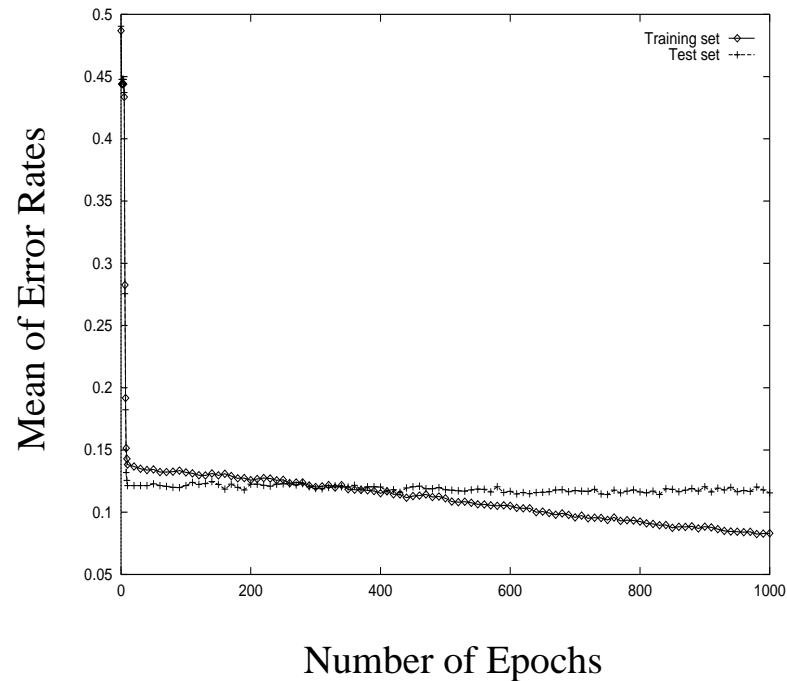 0.5
0.45
0.4
0.35
0.3
0.25
0.2
0.15
0.1
0.05
Mean of Error Rates
Training set
Test set
0 200 400 600 800 1000
Number of Epochs